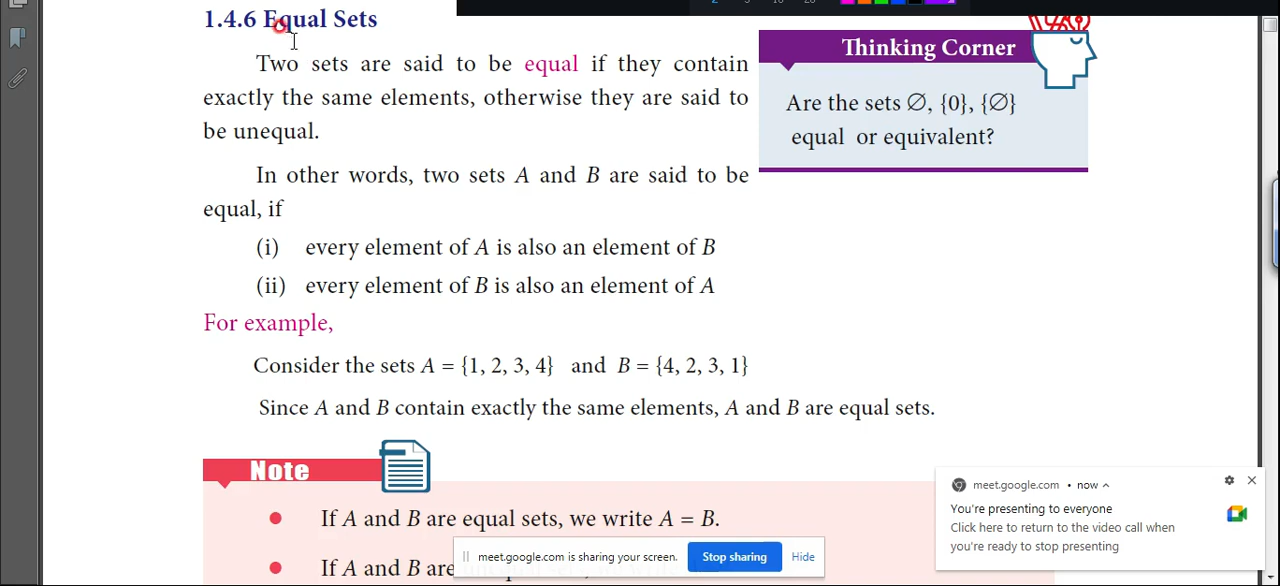 1.4.6 Equal Sets
Two sets are said to be equal if they contain
exactly the same elements, otherwise they are said to
be unequal.
In other words, two sets A and B are said to be
equal, if
(i) every element of A is also an element of B
(ii) every element of B is also an element of A
For example,
Consider the sets A = {1, 2, 3, 4} and B = {4, 2, 3, 1}
Since A and B contain exactly the same elements, A and B are equal sets.
Thinking Corner
Are the sets ∅, {0}, {∅}
equal or equivalent?
Note
If A and B are equal sets, we write A = B.
If A and B are
meet.google.com is sharing your screen. Stop sharing Hide
meet.google.com • now
You're presenting to everyone
Click here to return to the video call when
you're ready to stop presenting